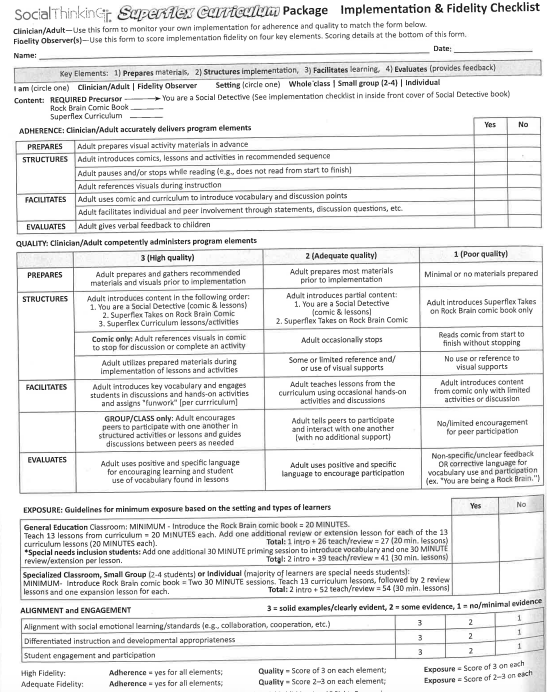 SocialThinking Superflex Curriculum Package Implementation & Fidelity Checklist
Clinician/Adult—Use this form to monitor your own implementation for adherence and quality to match the form below.
Fidelity Observer(s)—Use this form to score implementation fidelity on four key elements. Scoring details at the bottom of this form.
Name: Date:
Key Elements: 1) Prepares materials, 2) Structures implementation, 3) Facilitates learning, 4) Evaluates (provides feedback)
I am (circle one) Clinician/Adult | Fidelity Observer Setting (circle one) Whole class | Small group (2-4) | Individual
Content: REQUIRED Precursor You are a Social Detective (See implementation checklist in inside front cover of Social Detective book)
Rock Brain Comic Book
Superflex Curriculum
ADHERENCE: Clinician/Adult accurately delivers program elements Yes No
PREPARES Adult prepares visual activity materials in advance
STRUCTURES Adult introduces comics, lessons and activities in recommended sequence
Adult pauses and/or stops while reading (e.g., does not read from start to finish)
Adult references visuals during instruction
FACILITATES Adult uses comic and curriculum to introduce vocabulary and discussion points
Adult facilitates individual and peer involvement through statements, discussion questions, etc.
EVALUATES Adult gives verbal feedback to children
QUALITY: Clinician/Adult competently administers program elements
3 (High quality) 2 (Adequate quality) 1 (Poor quality)
PREPARES Adult prepares and gathers recommended Adult prepares most materials Minimal or no materials prepared
materials and visuals prior to implementation prior to implementation
STRUCTURES Adult introduces content in the following order: Adult introduces partial content: Adult introduces Superflex Takes
1. You are a Social Detective (comic & lessons) 1. You are a Social Detective on Rock Brain comic book only
2. Superflex Takes on Rock Brain Comic (comic & lessons)
3. Superflex Curriculum lessons/activities 2. Superflex Takes on Rock Brain Comic
Comic only: Adult references visuals in comic Adult occasionally stops Reads comic from start to
to stop for discussion or complete an activity finish without stopping
Adult utilizes prepared materials during Some or limited reference and/ No use or reference to
implementation of lessons and activities or use of visual supports visual supports
FACILITATES Adult introduces key vocabulary and engages Adult teaches lessons from the Adult introduces content
students in discussions and hands-on activities curriculum using occasional hands-on from comic only with limited
and assigns "funwork" (per curriculum) activities and discussions activities or discussion
GROUP/CLASS only: Adult encourages Adult tells peers to participate No/limited encouragement
peers to participate with one another in and interact with one another for peer participation
structured activities or lessons and guides (with no additional support)
discussions between peers as needed
EVALUATES Adult uses positive and specific language Adult uses positive and specific Non-specific/unclear feedback
for encouraging learning and student language to encourage participation OR corrective language for
use of vocabulary found in lessons vocabulary use and participation
(ex. "You are being a Rock Brain.")
EXPOSURE: Guidelines for minimum exposure based on the setting and types of learners Yes No
General Education Classroom: MINIMUM - Introduce the Rock Brain comic book = 20 MINUTES.
Teach 13 lessons from curriculum = 20 MINUTES each. Add one additional review or extension lesson for each of the 13
curriculum lessons (20 MINUTES each). Total: 1 intro + 26 teach/review = 27 (20 min. lessons)
*Special needs inclusion students: Add one additional 30 MINUTE priming session to introduce vocabulary and one 30 MINUTE
review/extension per lesson. Total: 2 intro + 39 teach/review = 41 (30 min. lessons)
Specialized Classroom, Small Group (2-4 students) or Individual (majority of learners are special needs students):
MINIMUM- Introduce Rock Brain comic book = Two 30 MINUTE sessions. Teach 13 curriculum lessons, followed by 2 review
lessons and one expansion lesson for each. Total: 2 intro + 52 teach/review = 54 (30 min. lessons)
ALIGNMENT and ENGAGEMENT 3 = solid examples/clearly evident, 2 = some evidence, 1 = no/minimal evidence
Alignment with social emotional learning/standards (e.g., collaboration, cooperation, etc.) 3 2 1
Differentiated instruction and developmental appropriateness 3 2 1
Student engagement and participation 3 2 1
High Fidelity: Adherence = yes for all elements; Quality = Score of 3 on each element; Exposure = Score of 3 on each
Adequate Fidelity: Adherence = yes for all elements; Quality = Score 2–3 on each element; Exposure = Score of 2–3 on each